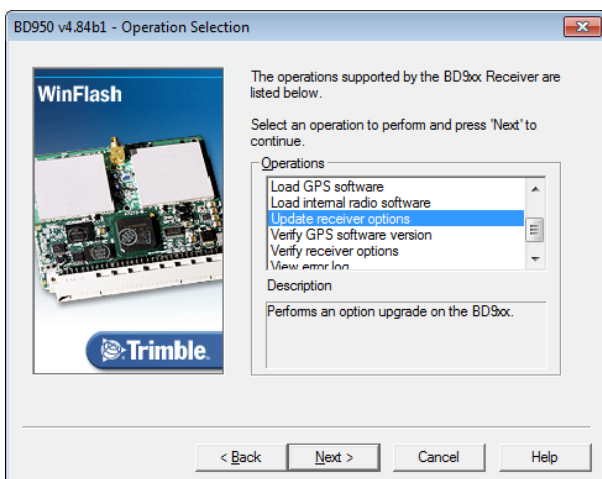 BD950 v4.84b1 - Operation Selection
WinFlash
Trimble.
The operations supported by the BD9xx Receiver are
listed below.
Select an operation to perform and press 'Next' to
continue.
Operations
Load GPS software
Load internal radio software
Update receiver options
Verify GPS software version
Verify receiver options
View error log
Description
Performs an option upgrade on the BD9xx.
< Back
Next >
Cancel
Help